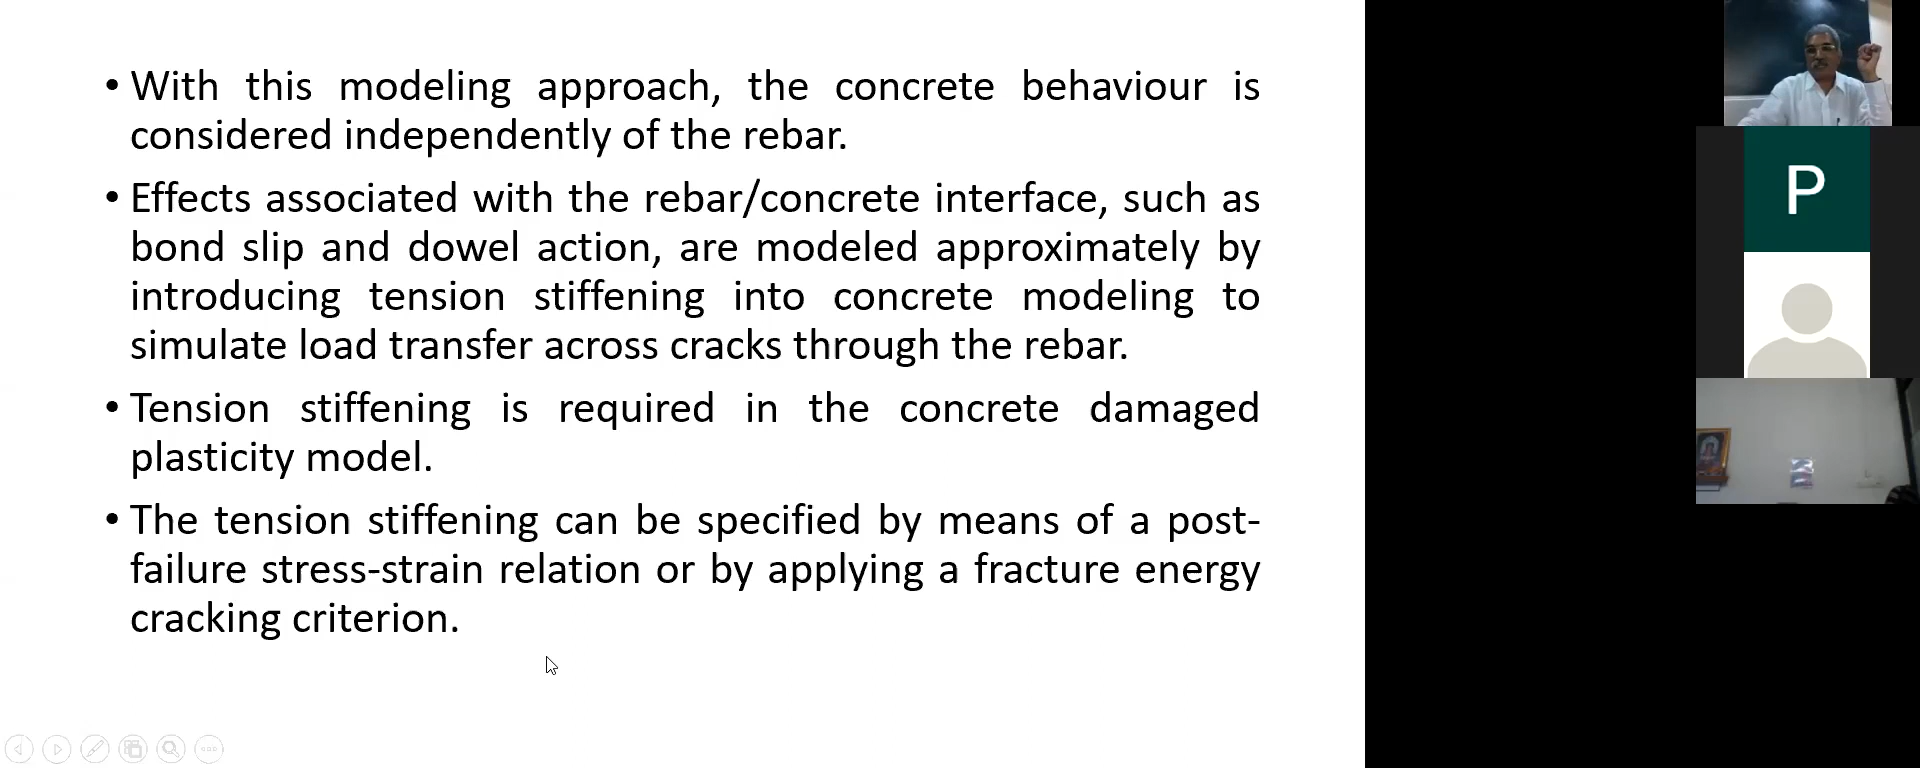 • With this modeling approach, the concrete behaviour is
considered independently of the rebar.
• Effects associated with the rebar/concrete interface, such as
bond slip and dowel action, are modeled approximately by
introducing tension stiffening into concrete modeling to
simulate load transfer across cracks through the rebar.
• Tension stiffening is required in the concrete damaged
plasticity model.
• The tension stiffening can be specified by means of a post-
failure stress-strain relation or by applying a fracture energy
cracking criterion.
P